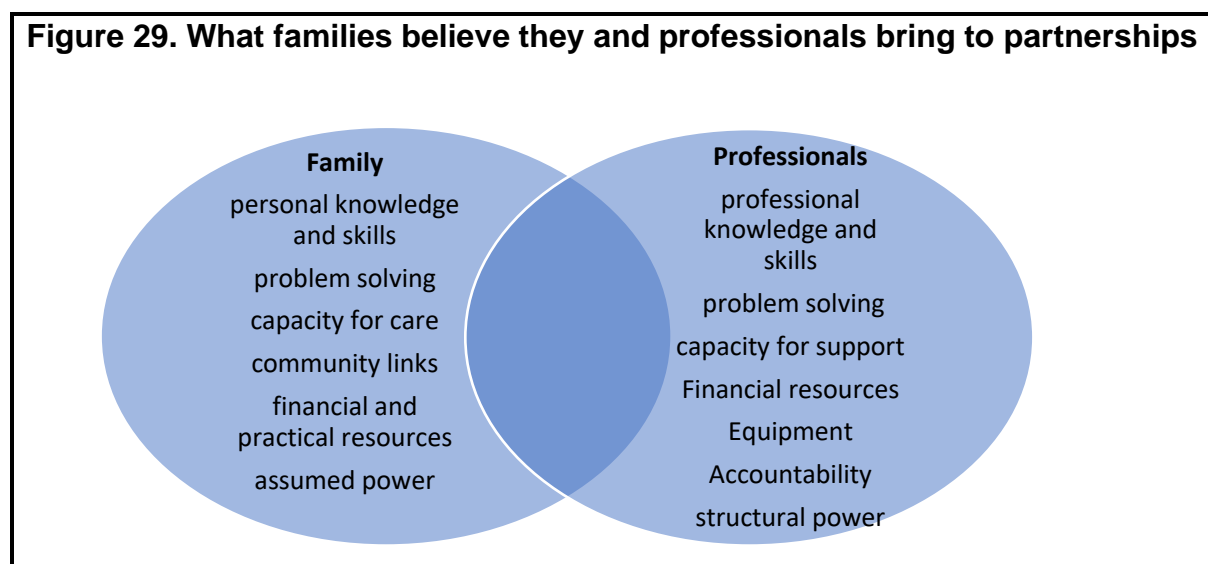 Figure 29. What families believe they and professionals bring to partnerships
Family
personal knowledge
and skills
problem solving
capacity for care
community links
financial and
practical resources
assumed power
Professionals
professional
knowledge and
skills
problem solving
capacity for support
Financial resources
Equipment
Accountability
structural power